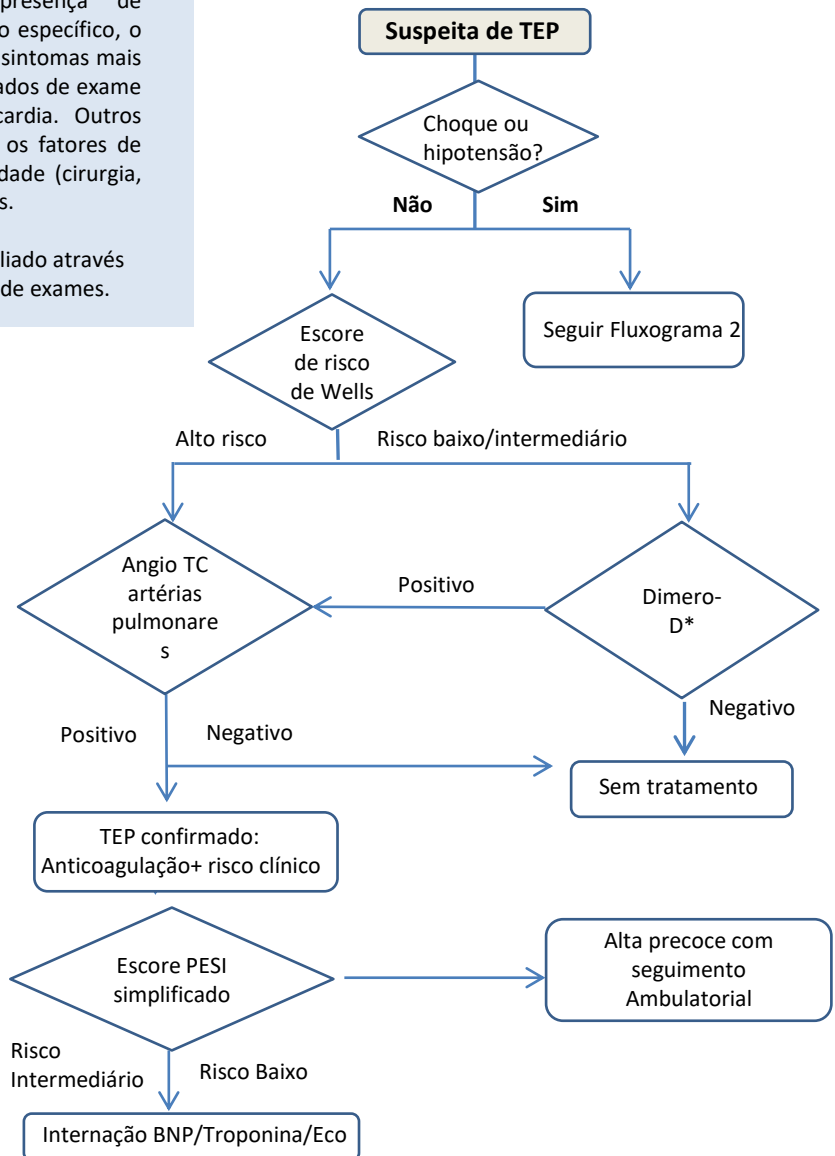 presença de
o específico, o
sintomas mais
ados de exame
cardia. Outros
os fatores de
dade (cirurgia,
s.
liado através
de exames.
Suspeita de TEP
Choque ou
hipotensão?
Não
Sim
Seguir Fluxograma 2
Escore
de risco
de Wells
Alto risco
Risco baixo/intermediário
Angio TC
artérias
pulmonare
s
Positivo
Dimero-
D*
Negativo
Positivo
Negativo
Sem tratamento
TEP confirmado:
Anticoagulação+ risco clínico
Escore PESI
simplificado
Alta precoce com
seguimento
Ambulatorial
Risco
Intermediário
Risco Baixo
Internação BNP/Troponina/Eco